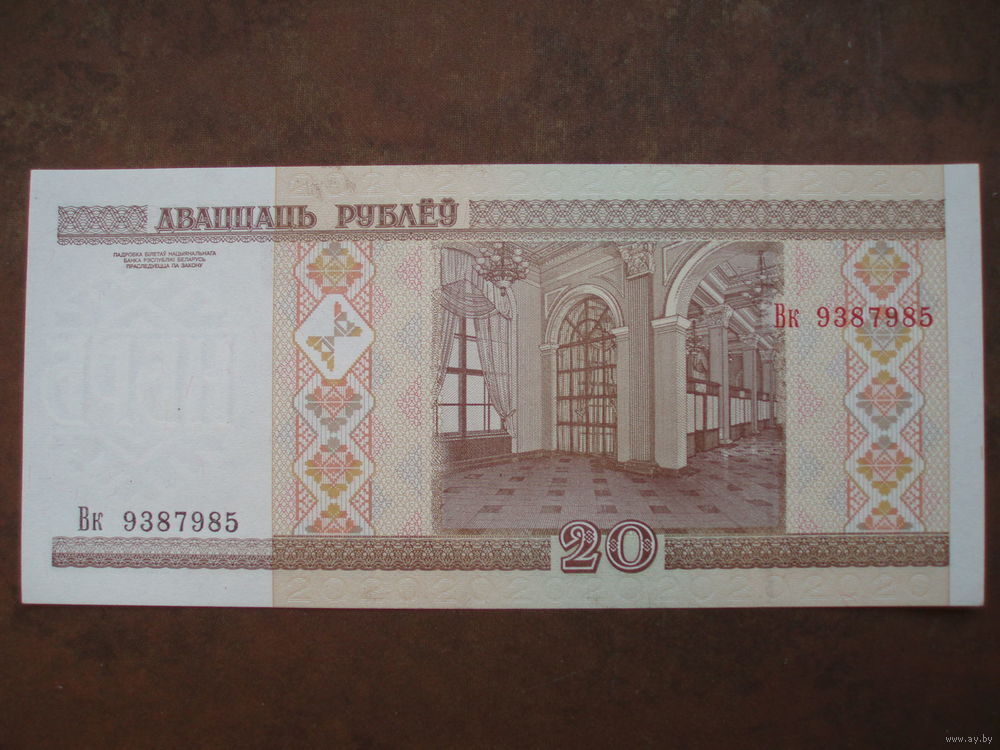 ДВАЦЦАЦЬ РУБЛЁЎ
ПАДРОБКА БІЛЕТАЎ НАЦЫЯНАЛЬНАГА
БАНКА РЭСПУБЛІКІ БЕЛАРУСЬ
ПРАСЛЕДУЕЦЦА ПА ЗАКОНУ
Вк 9387985
Вк 9387985
20
www.ay.by